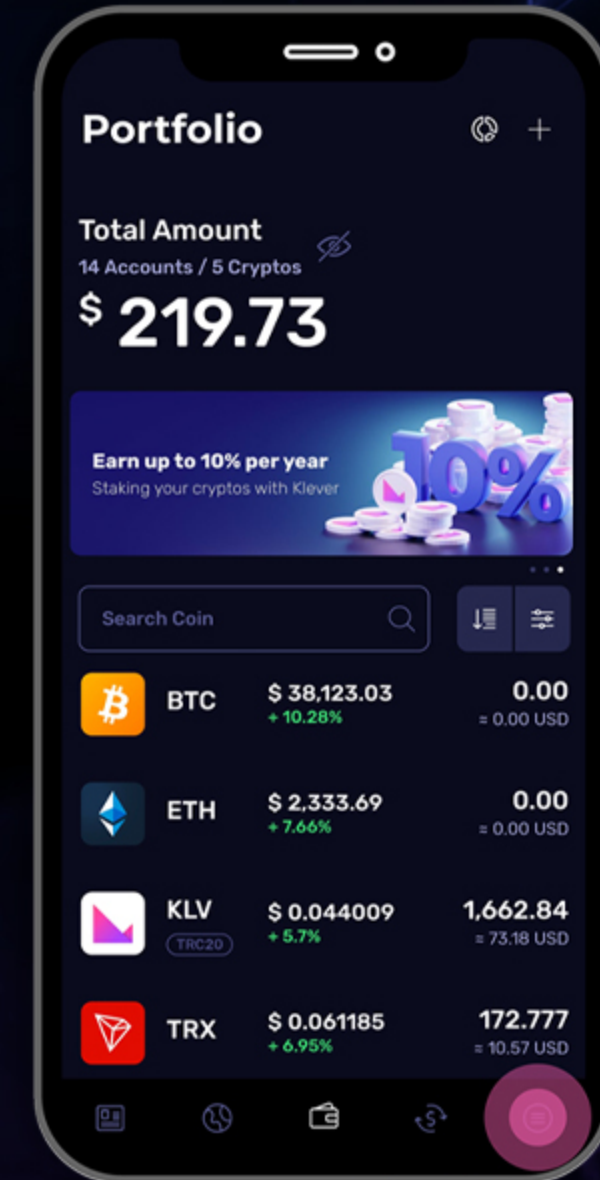 Portfolio
Total Amount
14 Accounts / 5 Cryptos
$ 219.73
Earn up to 10% per year
Staking your cryptos with Klever
10%
Search Coin
BTC $ 38,123.03 0.00
+ 10.28% = 0.00 USD
ETH $ 2,333.69 0.00
+ 7.66% = 0.00 USD
KLV $ 0.044009 1,662.84
TRC20 + 5.7% = 73.18 USD
TRX $ 0.061185 172.777
+ 6.95% = 10.57 USD